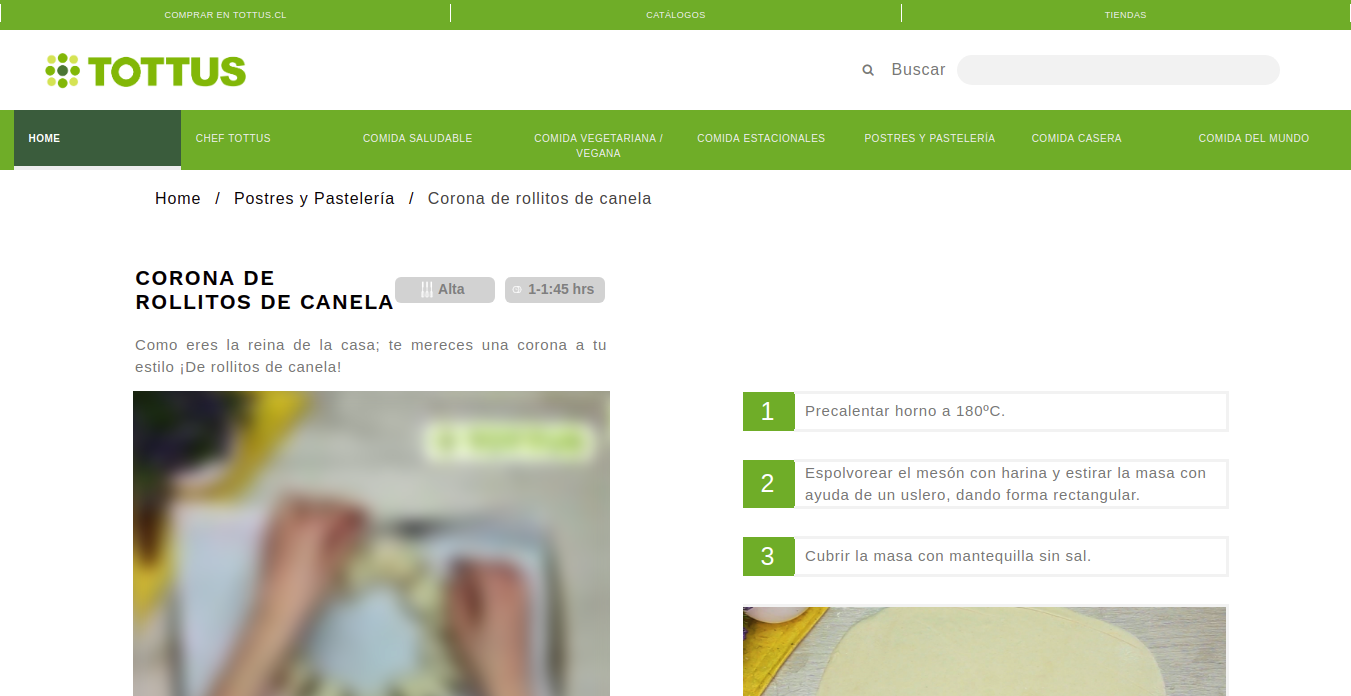 COMPRAR EN TOTTUS.CL
CATÁLOGOS
TIENDAS
TOTTUS
Buscar
HOME
CHEF TOTTUS
COMIDA SALUDABLE
COMIDA VEGETARIANA /
VEGANA
COMIDA ESTACIONALES
POSTRES Y PASTELERÍA
COMIDA CASERA
COMIDA DEL MUNDO
Home / Postres y Pastelería / Corona de rollitos de canela
CORONA DE
ROLLITOS DE CANELA
Alta
1-1:45 hrs
Como eres la reina de la casa; te mereces una corona a tu
estilo ¡De rollitos de canela!
1 Precalentar horno a 180ºC.
2 Espolvorear el mesón con harina y estirar la masa con
ayuda de un uslero, dando forma rectangular.
3 Cubrir la masa con mantequilla sin sal.